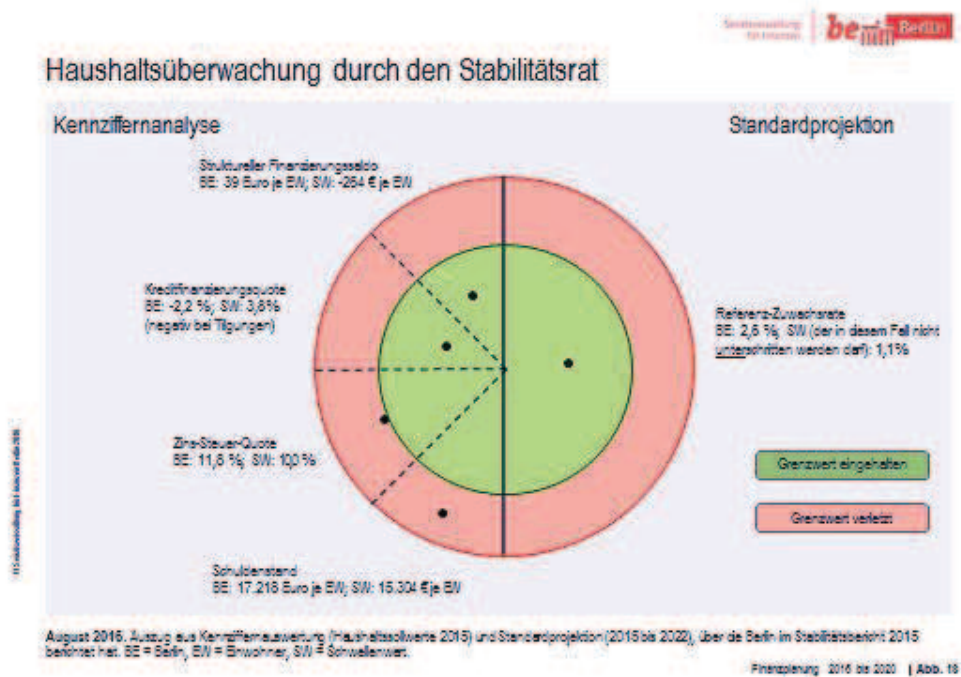 Senatsverwaltung
für Finanzen
be Berlin
Haushaltsüberwachung durch den Stabilitätsrat
Kennziffernanalyse
Standardprojektion
Struktureller Finanzierungssaldo
BE: 39 Euro je EW; SW: -264 € je EW
Kreditfinanzierungsquote
BE: -2,2 %; SW: 3,8%
(negativ bei Tilgungen)
Referenz-Zuwachsrate
BE: 2,6 %; SW (der in diesem Fall nicht
unterschritten werden darf): 1,1%
Zins-Steuer-Quote
BE: 11,8 %; SW: 10,0 %
Grenzwert eingehalten
Grenzwert verletzt
Schuldenstand
BE: 17.218 Euro je EW; SW: 15.304 € je EW
August 2016. Auszug aus Kennziffernauswertung (Haushaltssollwerte 2015) und Standardprojektion (2015 bis 2022), über die Berlin im Stabilitätsbericht 2015
berichtet hat. BE = Berlin, EW = Einwohner, SW = Schwellenwert.
Finanzplanung 2016 bis 2020 | Abb. 18